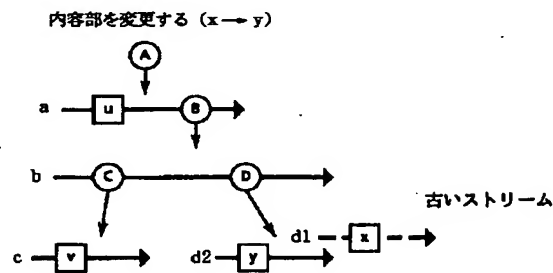 内容部を変更する (x→y)
A
a u B
b C D
古いストリーム
d1 x
c v d2 y